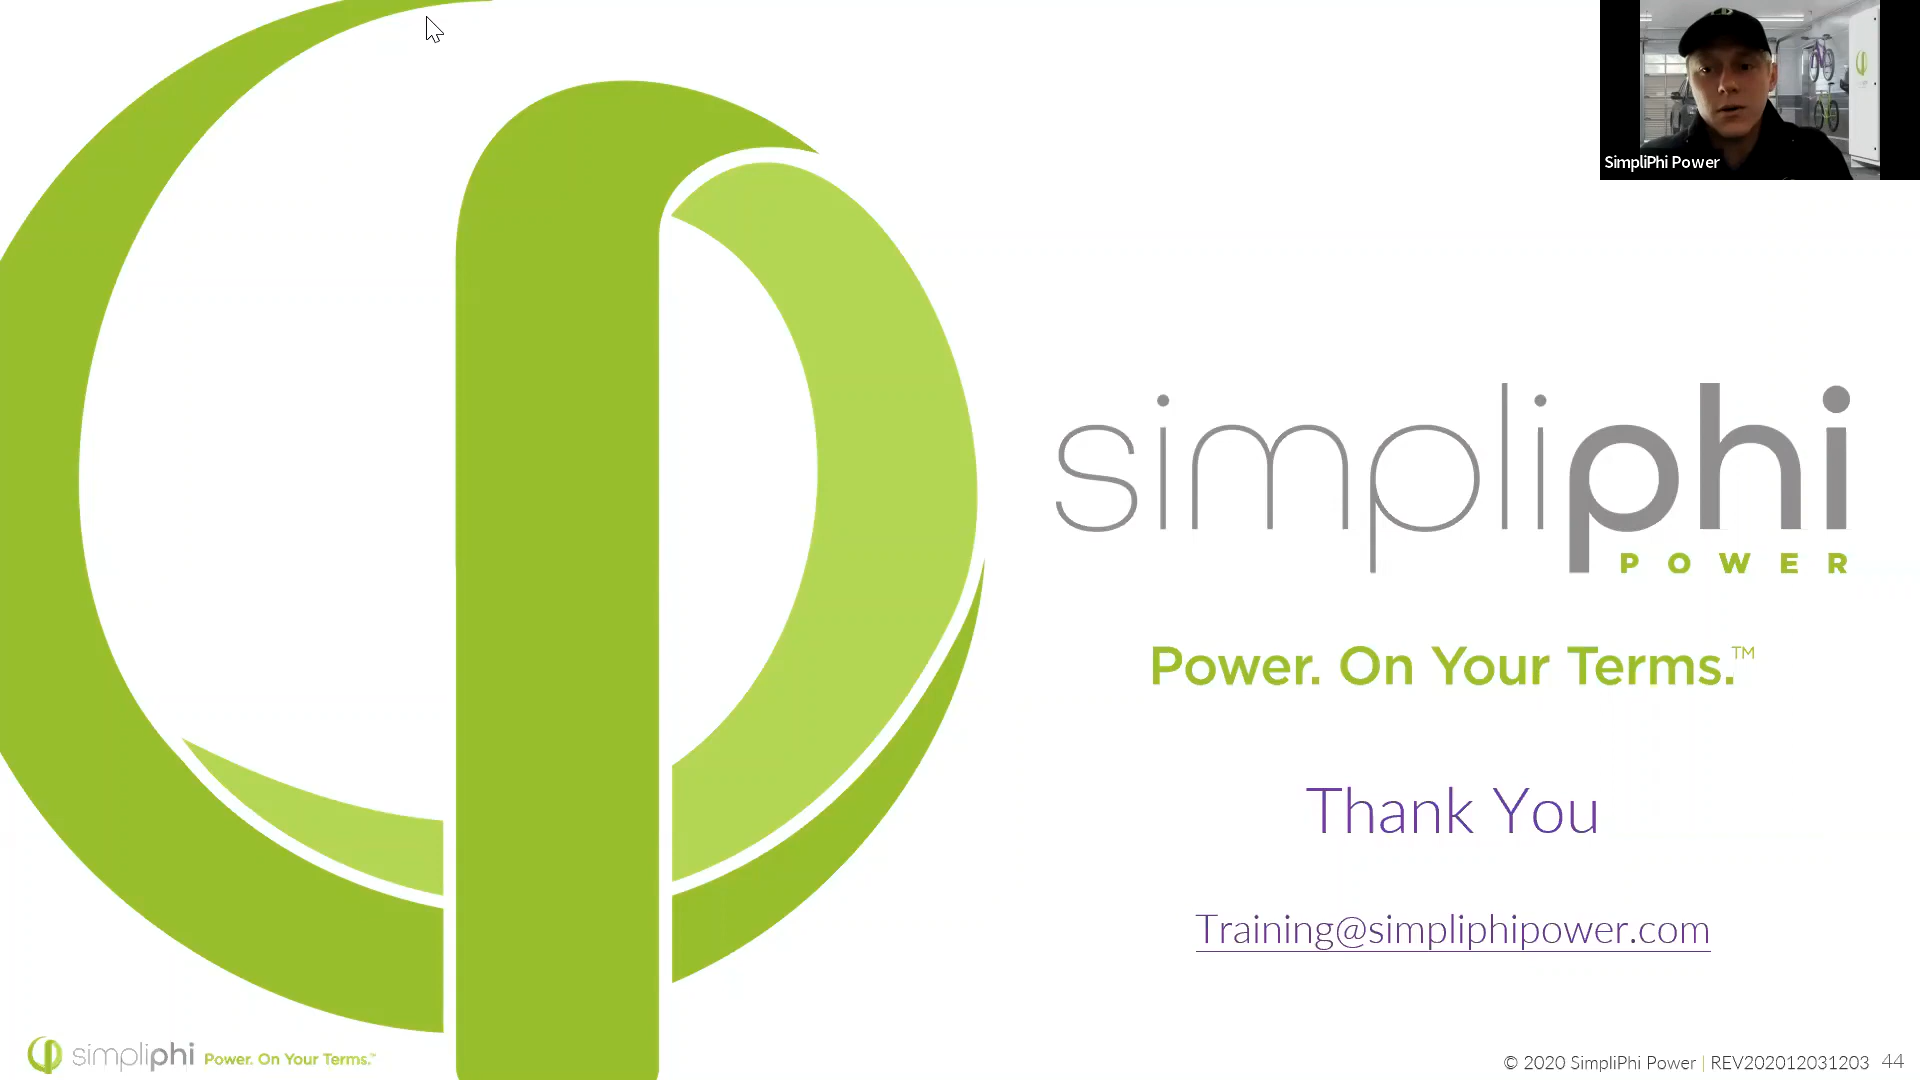 SimpliPhi Power
simpliphi
POWER
Power. On Your Terms.™
Thank You
Training@simpliphipower.com
simpliphi Power. On Your Terms.™
© 2020 SimpliPhi Power | REV202012031203 44